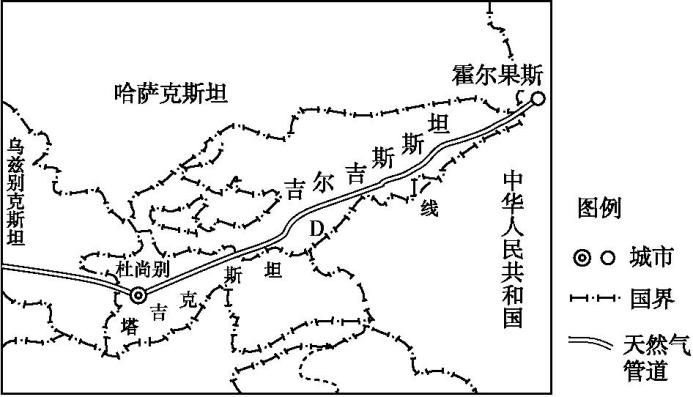 霍尔果斯
哈萨克斯坦
乌兹别克斯坦
吉尔吉斯斯坦
D
线
中华人民共和国
杜尚别
塔吉克斯坦
图例
城市
国界
天然气
管道